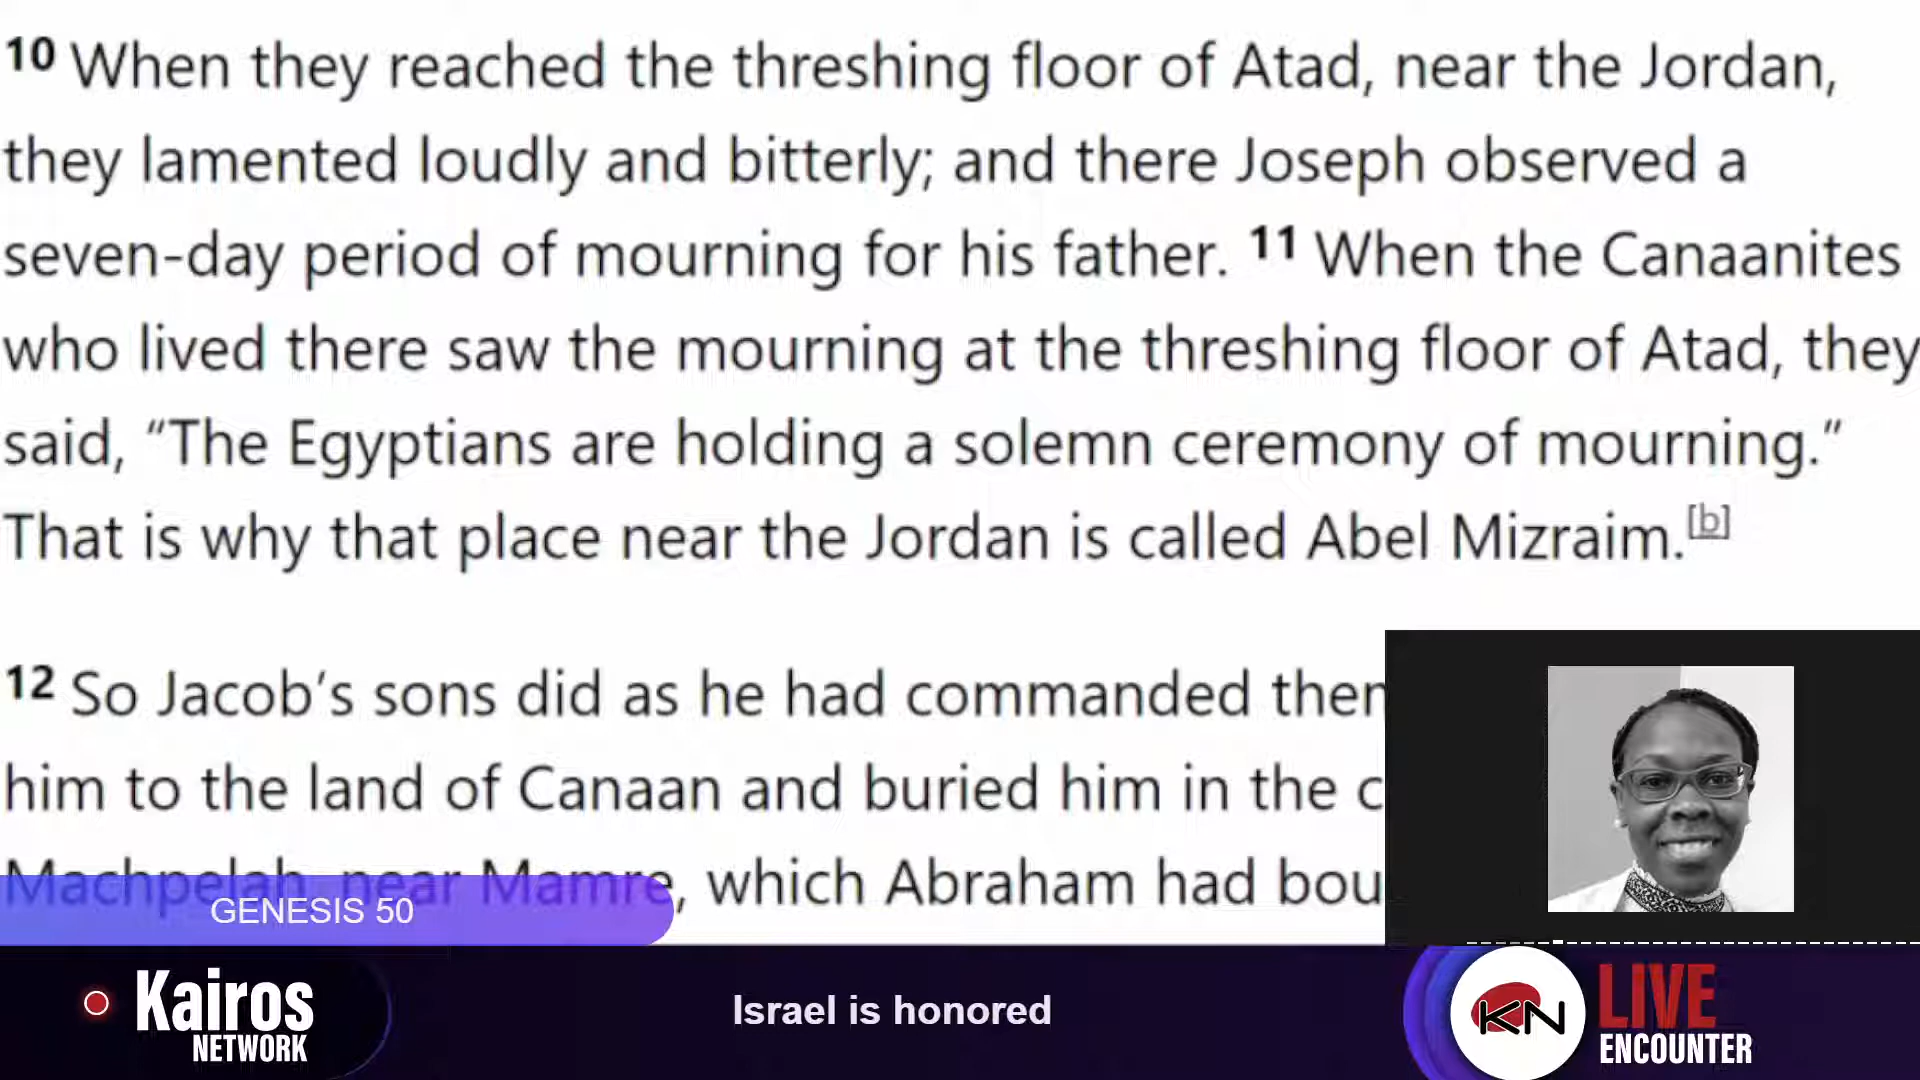 10 When they reached the threshing floor of Atad, near the Jordan,
they lamented loudly and bitterly; and there Joseph observed a
seven-day period of mourning for his father. 11 When the Canaanites
who lived there saw the mourning at the threshing floor of Atad, they
said, “The Egyptians are holding a solemn ceremony of mourning.”
That is why that place near the Jordan is called Abel Mizraim.[b]
12 So Jacob’s sons did as he had commanded
him to the land of Canaan and buried him in the
Machpelah, near Mamre, which Abraham had
GENESIS 50
Kairos
NETWORK
Israel is honored
KN
LIVE
ENCOUNTER